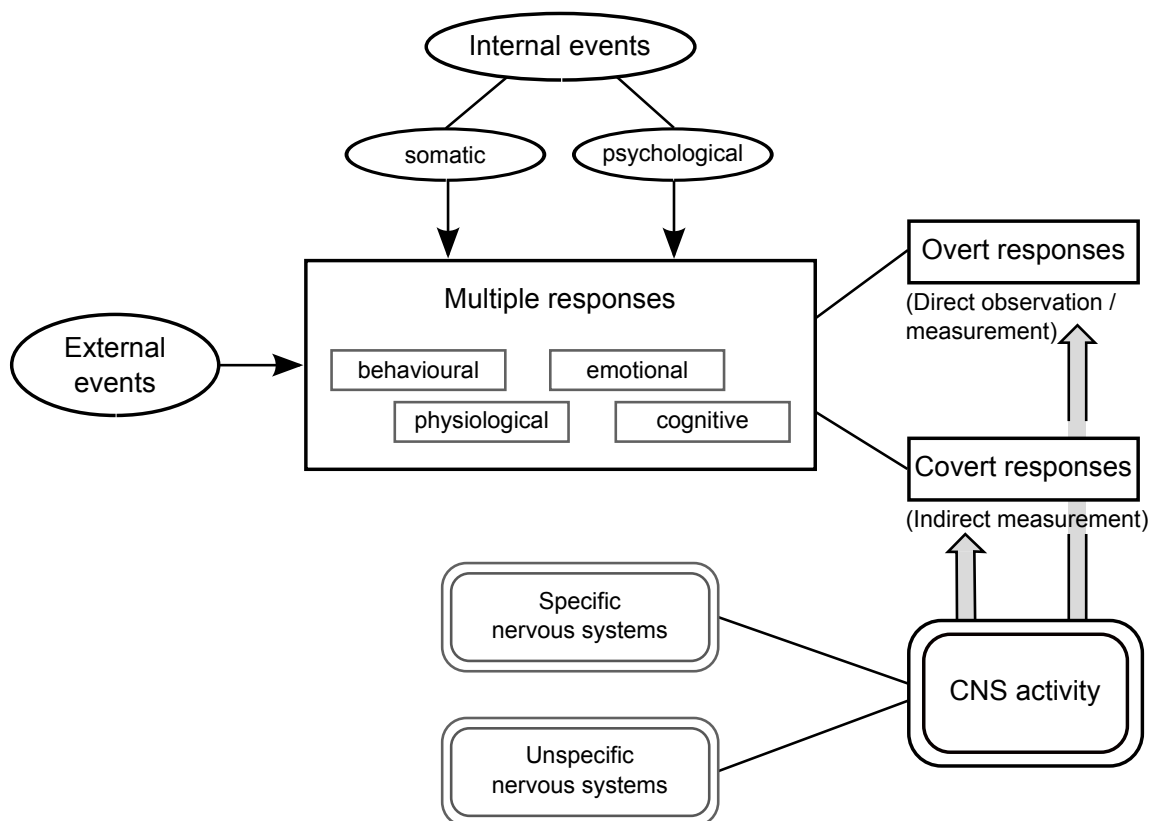 Internal events
somatic
psychological
Overt responses
(Direct observation /
measurement)
Multiple responses
External
events
behavioural
emotional
physiological
cognitive
Covert responses
(Indirect measurement)
Specific
nervous systems
CNS activity
Unspecific
nervous systems